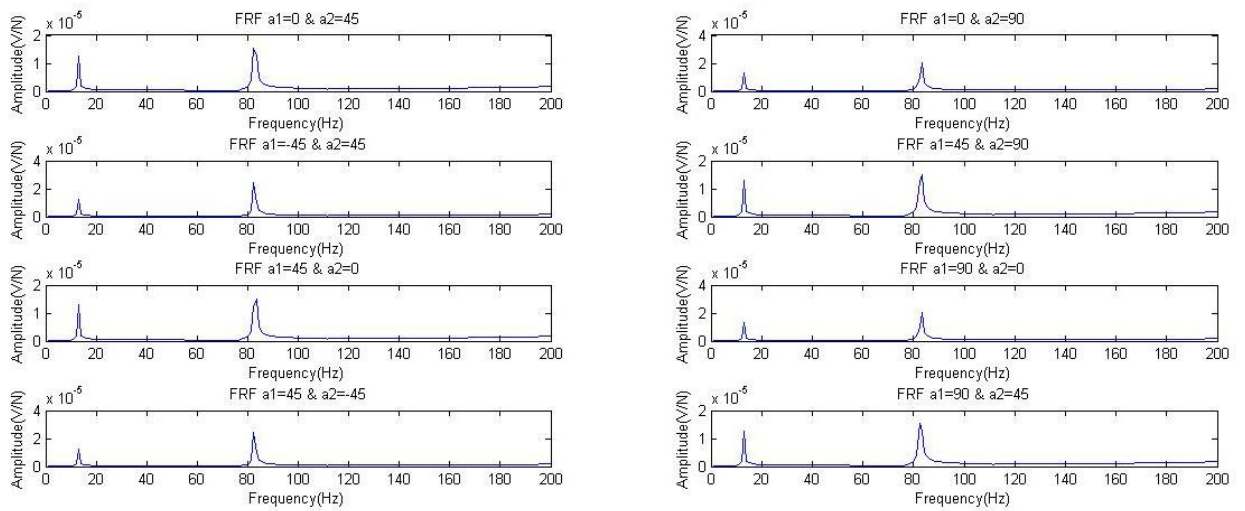 FRF a1=0 & a2=45
x 10⁻⁵
Amplitude(V/N)
2
1
0
0 20 40 60 80 100 120 140 160 180 200
Frequency(Hz)
FRF a1=-45 & a2=45
x 10⁻⁵
Amplitude(V/N)
4
2
0
0 20 40 60 80 100 120 140 160 180 200
Frequency(Hz)
FRF a1=45 & a2=0
x 10⁻⁵
Amplitude(V/N)
2
1
0
0 20 40 60 80 100 120 140 160 180 200
Frequency(Hz)
FRF a1=45 & a2=-45
x 10⁻⁵
Amplitude(V/N)
4
2
0
0 20 40 60 80 100 120 140 160 180 200
Frequency(Hz)
FRF a1=0 & a2=90
x 10⁻⁵
Amplitude(V/N)
4
2
0
0 20 40 60 80 100 120 140 160 180 200
Frequency(Hz)
FRF a1=45 & a2=90
x 10⁻⁵
Amplitude(V/N)
2
1
0
0 20 40 60 80 100 120 140 160 180 200
Frequency(Hz)
FRF a1=90 & a2=0
x 10⁻⁵
Amplitude(V/N)
4
2
0
0 20 40 60 80 100 120 140 160 180 200
Frequency(Hz)
FRF a1=90 & a2=45
x 10⁻⁵
Amplitude(V/N)
2
1
0
0 20 40 60 80 100 120 140 160 180 200
Frequency(Hz)